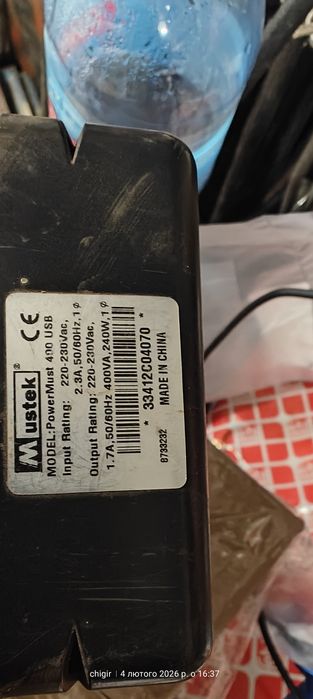 Mustek®
CE
MODEL:PowerMust 400 USB
Input Rating: 220-230Vac,
2.3A,50/60Hz,1ϕ
Output Rating: 220-230Vac,
1.7A,50/60Hz 400VA,240W,1ϕ
* 33412C04070 *
8733232 MADE IN CHINA
chigir | 4 лютого 2026 р. о 16:37